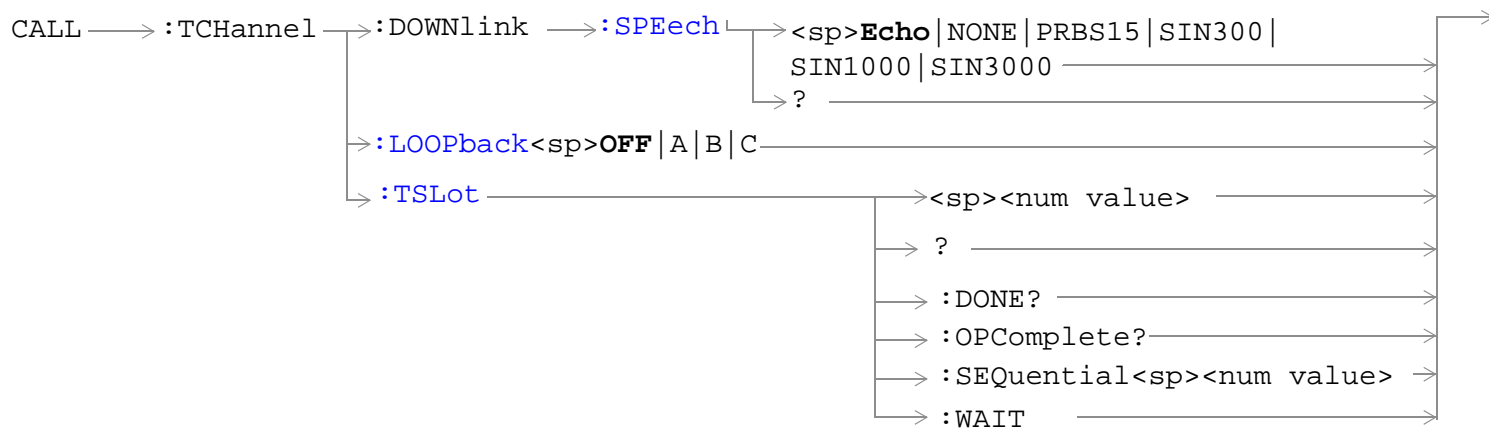 CALL :TCHannel :DOWNlink :SPEech <sp>Echo|NONE|PRBS15|SIN300|
SIN1000|SIN3000
?
:LOOPback<sp>OFF|A|B|C
:TSLot <sp><num value>
?
:DONE?
:OPComplete?
:SEQuential<sp><num value>
:WAIT